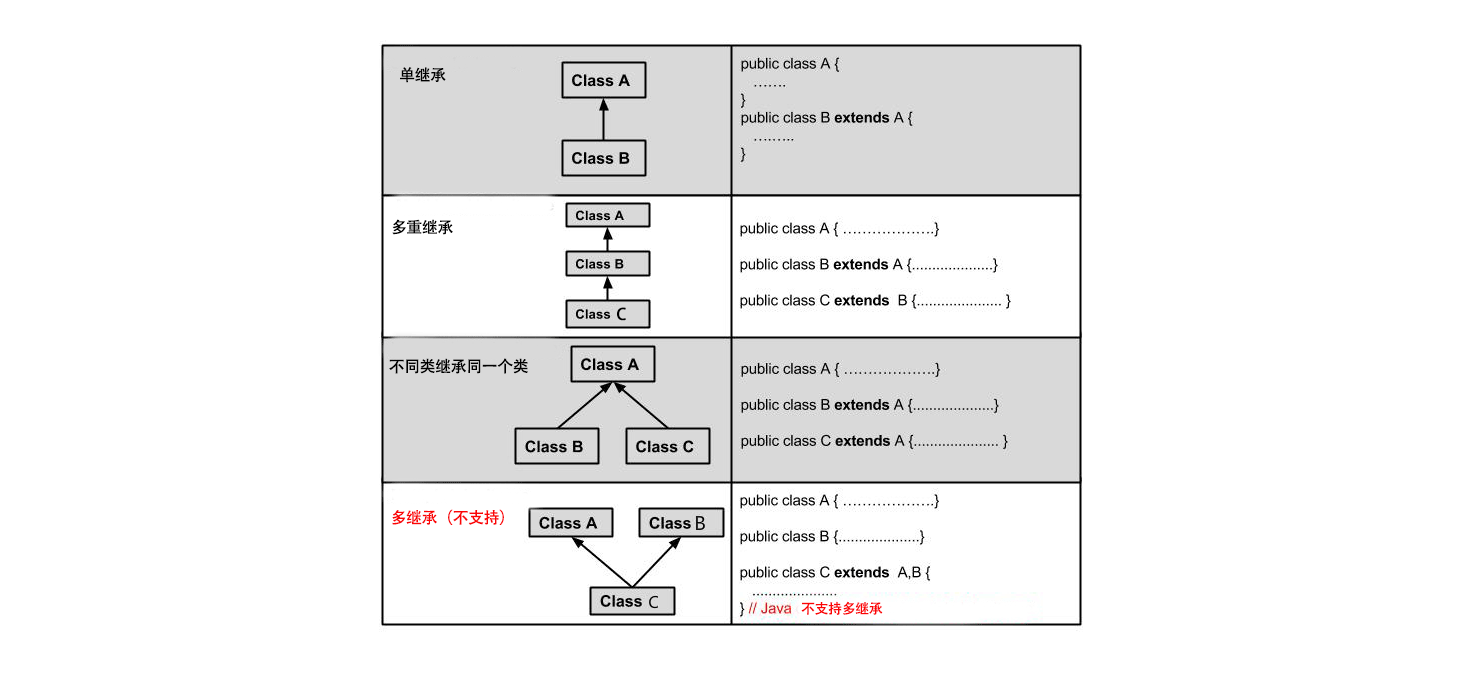 单继承
Class A
Class B
public class A {
…….
}
public class B extends A {
……..
}
多重继承
Class A
Class B
Class C
public class A { ……………….}
public class B extends A {....................}
public class C extends B {..................... }
不同类继承同一个类
Class A
Class B
Class C
public class A { ……………….}
public class B extends A {....................}
public class C extends A {..................... }
多继承（不支持）
Class A
Class B
Class C
public class A { ……………….}
public class B {....................}
public class C extends A,B {
.....................
} // Java 不支持多继承